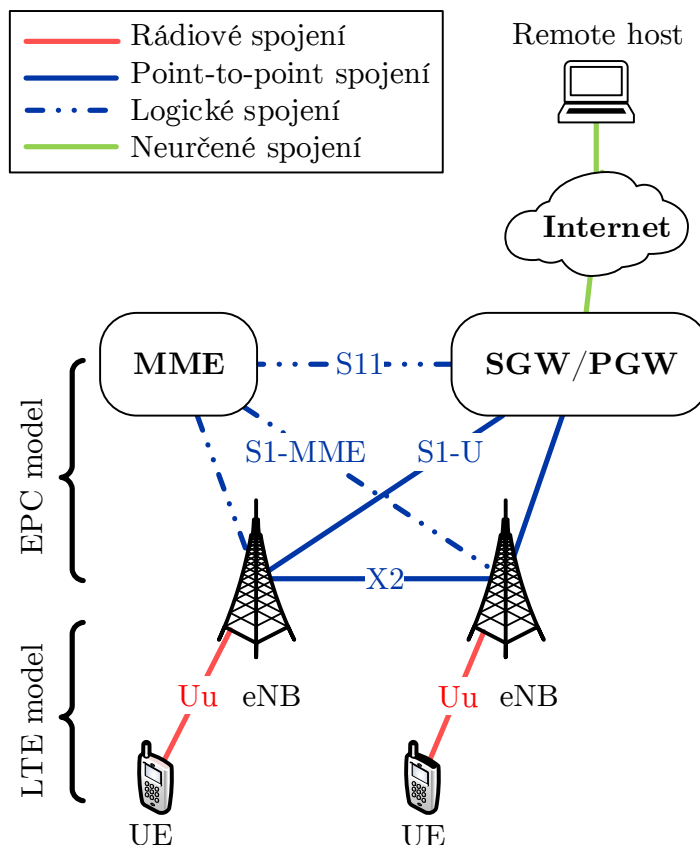 Rádiové spojení
Point-to-point spojení
Logické spojení
Neurčené spojení
Remote host
Internet
MME
S11
SGW/PGW
S1-MME
S1-U
EPC model
X2
LTE model
Uu
eNB
Uu
eNB
UE
UE